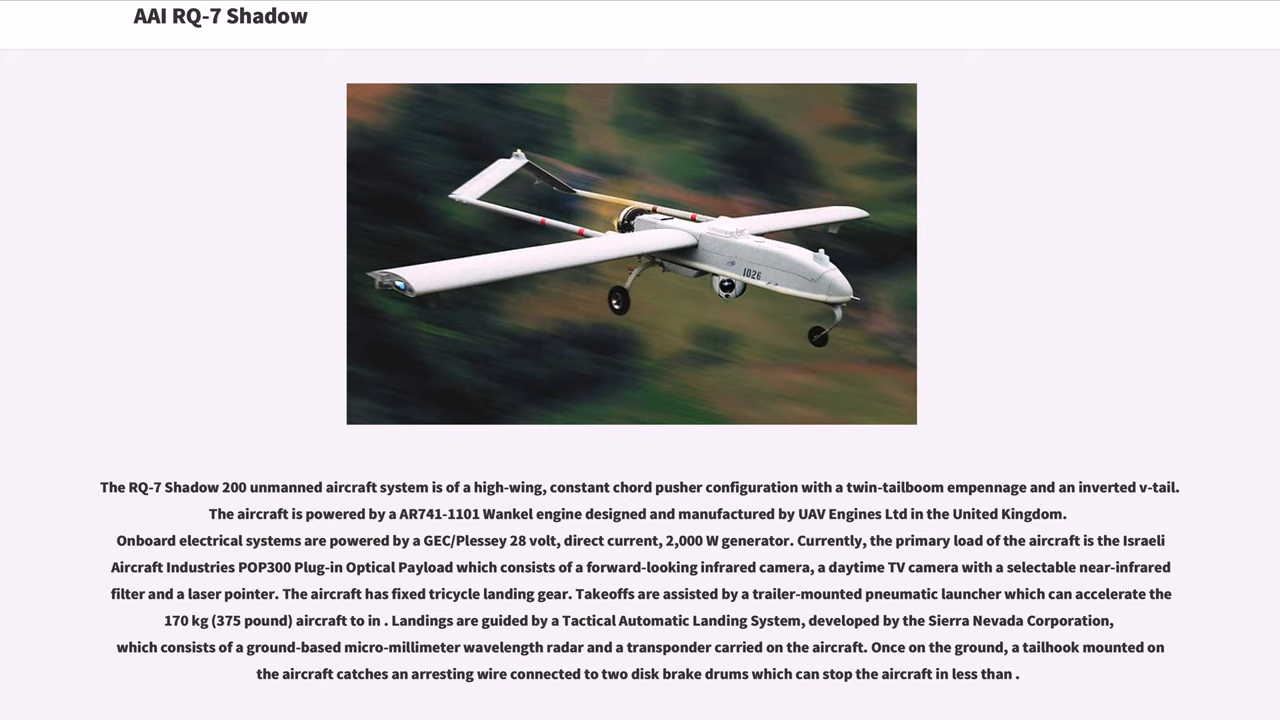 AAI RQ-7 Shadow
1026
The RQ-7 Shadow 200 unmanned aircraft system is of a high-wing, constant chord pusher configuration with a twin-tailboom empennage and an inverted v-tail.
The aircraft is powered by a AR741-1101 Wankel engine designed and manufactured by UAV Engines Ltd in the United Kingdom.
Onboard electrical systems are powered by a GEC/Plessey 28 volt, direct current, 2,000 W generator. Currently, the primary load of the aircraft is the Israeli
Aircraft Industries POP300 Plug-in Optical Payload which consists of a forward-looking infrared camera, a daytime TV camera with a selectable near-infrared
filter and a laser pointer. The aircraft has fixed tricycle landing gear. Takeoffs are assisted by a trailer-mounted pneumatic launcher which can accelerate the
170 kg (375 pound) aircraft to in . Landings are guided by a Tactical Automatic Landing System, developed by the Sierra Nevada Corporation,
which consists of a ground-based micro-millimeter wavelength radar and a transponder carried on the aircraft. Once on the ground, a tailhook mounted on
the aircraft catches an arresting wire connected to two disk brake drums which can stop the aircraft in less than .